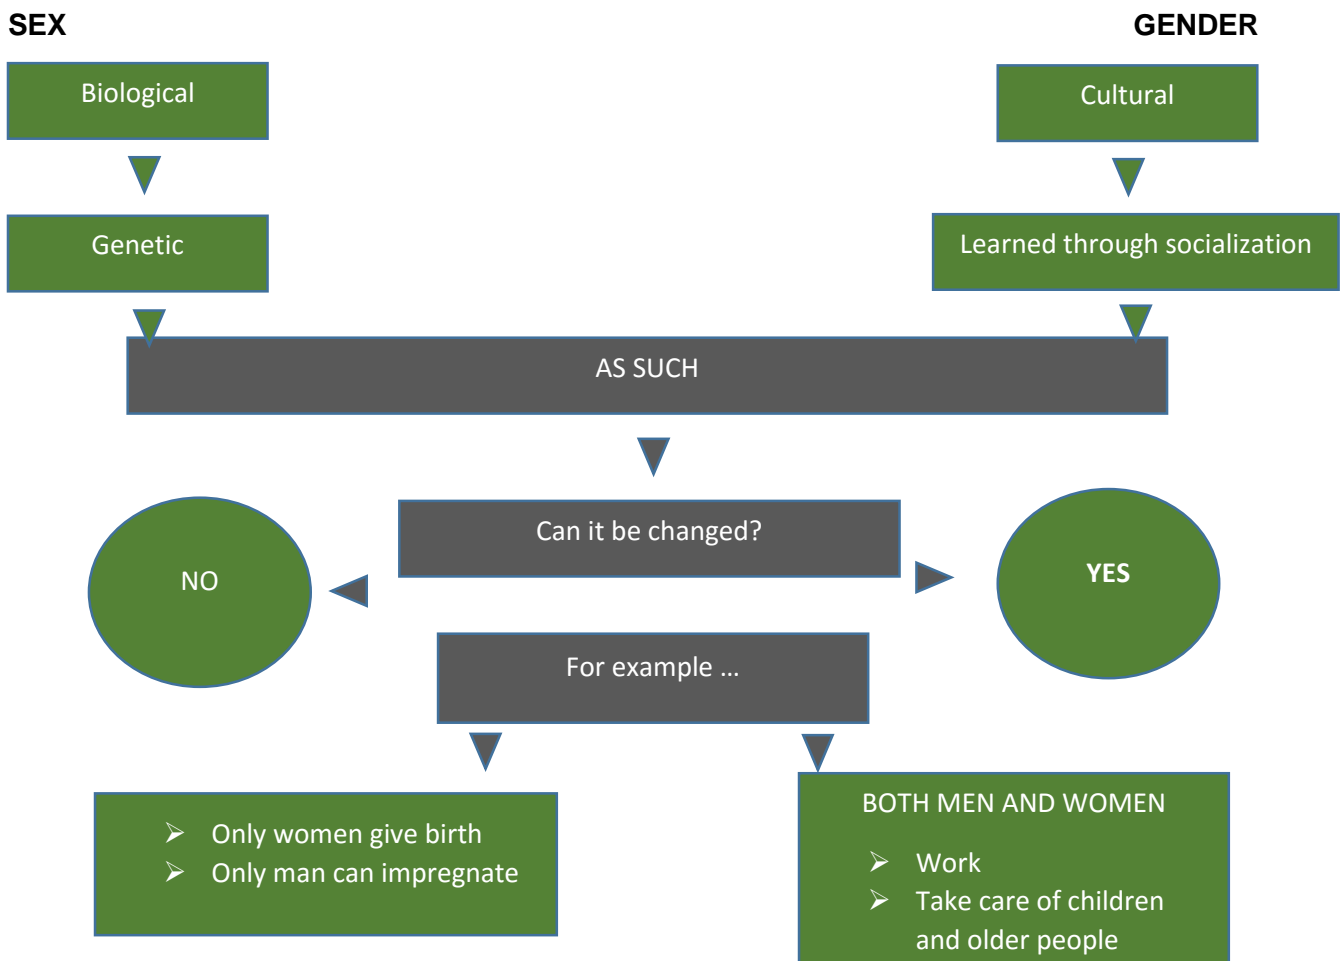 SEX
GENDER
Biological
Cultural
Genetic
Learned through socialization
AS SUCH
Can it be changed?
NO
YES
For example ...
➢ Only women give birth
➢ Only man can impregnate
BOTH MEN AND WOMEN
➢ Work
➢ Take care of children
and older people